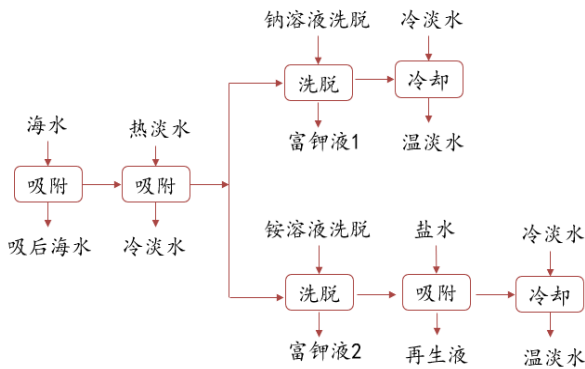 钠溶液洗脱
冷淡水
洗脱
冷却
富钾液1
温淡水
海水
热淡水
吸附
吸附
吸后海水
冷淡水
铵溶液洗脱
盐水
冷淡水
洗脱
吸附
冷却
富钾液2
再生液
温淡水